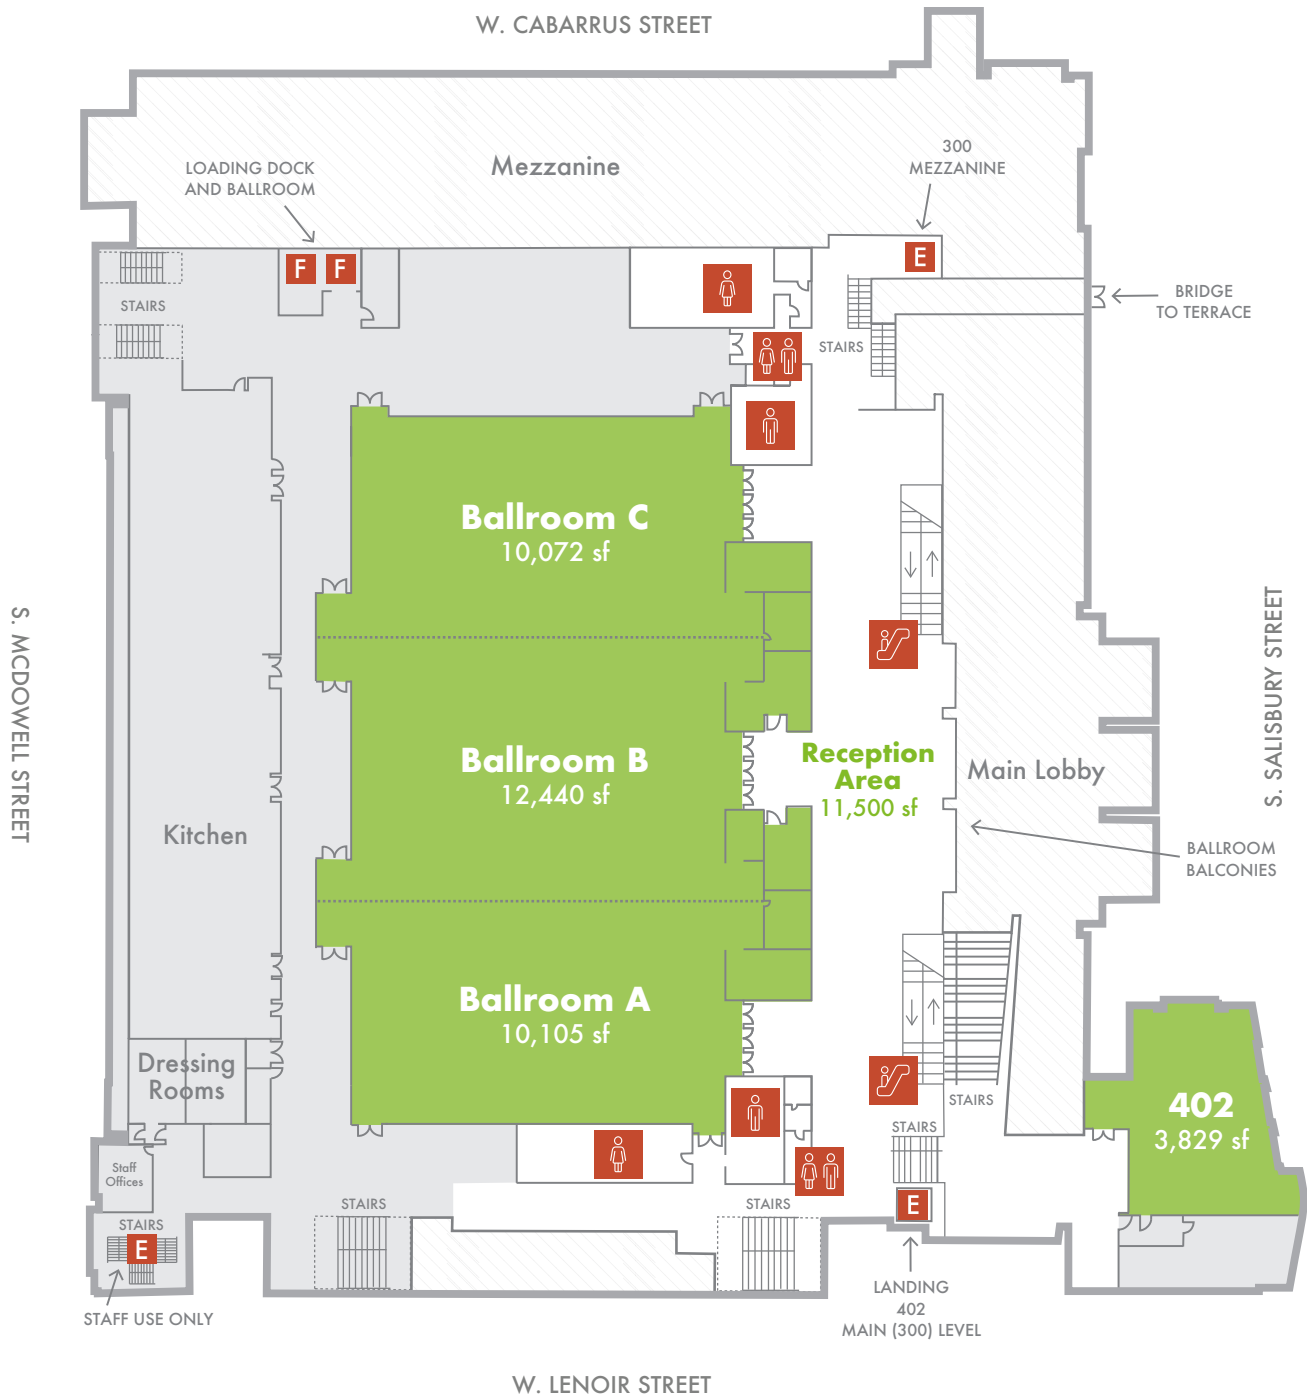 W. CABARRUS STREET
Mezzanine
LOADING DOCK
AND BALLROOM
300
MEZZANINE
F
F
E
STAIRS
BRIDGE
TO TERRACE
STAIRS
Ballroom C
10,072 sf
S. MCDOWELL STREET
S. SALISBURY STREET
Ballroom B
12,440 sf
Reception
Area
11,500 sf
Main Lobby
Kitchen
BALLROOM
BALCONIES
Ballroom A
10,105 sf
Dressing
Rooms
STAIRS
402
3,829 sf
STAIRS
Staff
Offices
STAIRS
STAIRS
E
STAIRS
E
STAFF USE ONLY
LANDING
402
MAIN (300) LEVEL
W. LENOIR STREET